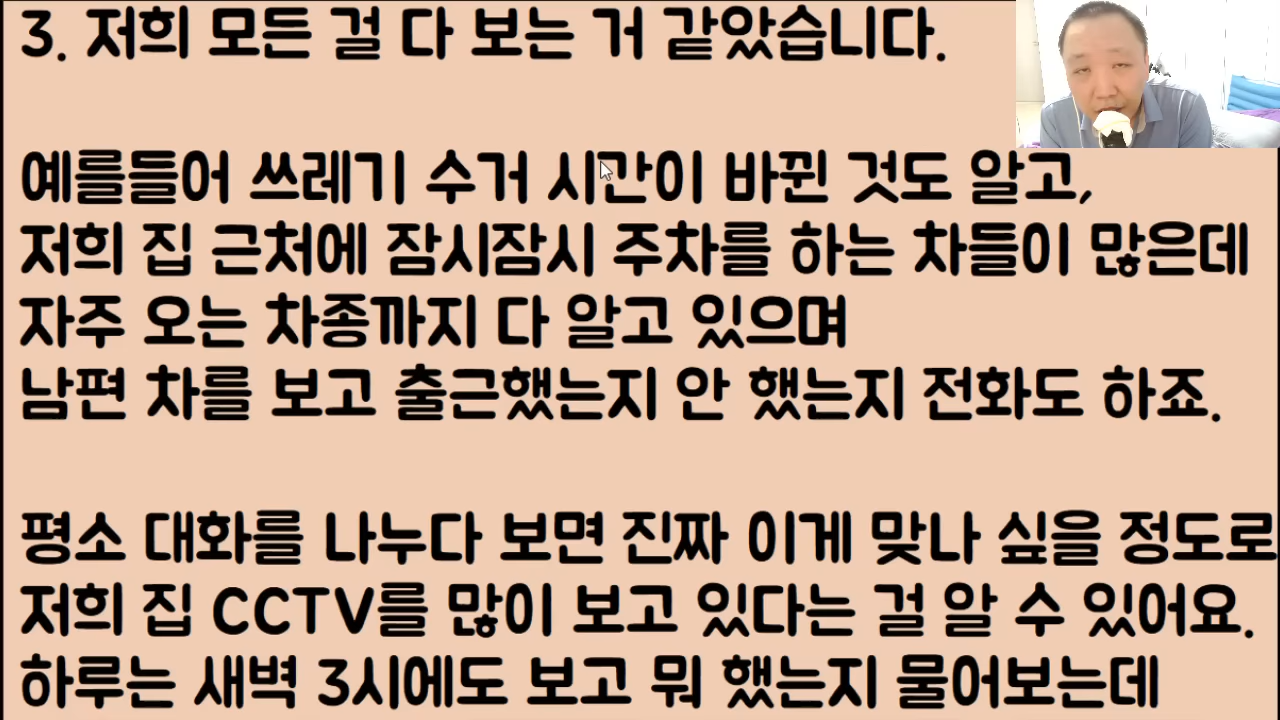 3. 저희 모든 걸 다 보는 거 같았습니다.
예를들어 쓰레기 수거 시간이 바뀐 것도 알고,
저희 집 근처에 잠시잠시 주차를 하는 차들이 많은데
자주 오는 차종까지 다 알고 있으며
남편 차를 보고 출근했는지 안 했는지 전화도 하죠.
평소 대화를 나누다 보면 진짜 이게 맞나 싶을 정도로
저희 집 CCTV를 많이 보고 있다는 걸 알 수 있어요.
하루는 새벽 3시에도 보고 뭐 했는지 물어보는데